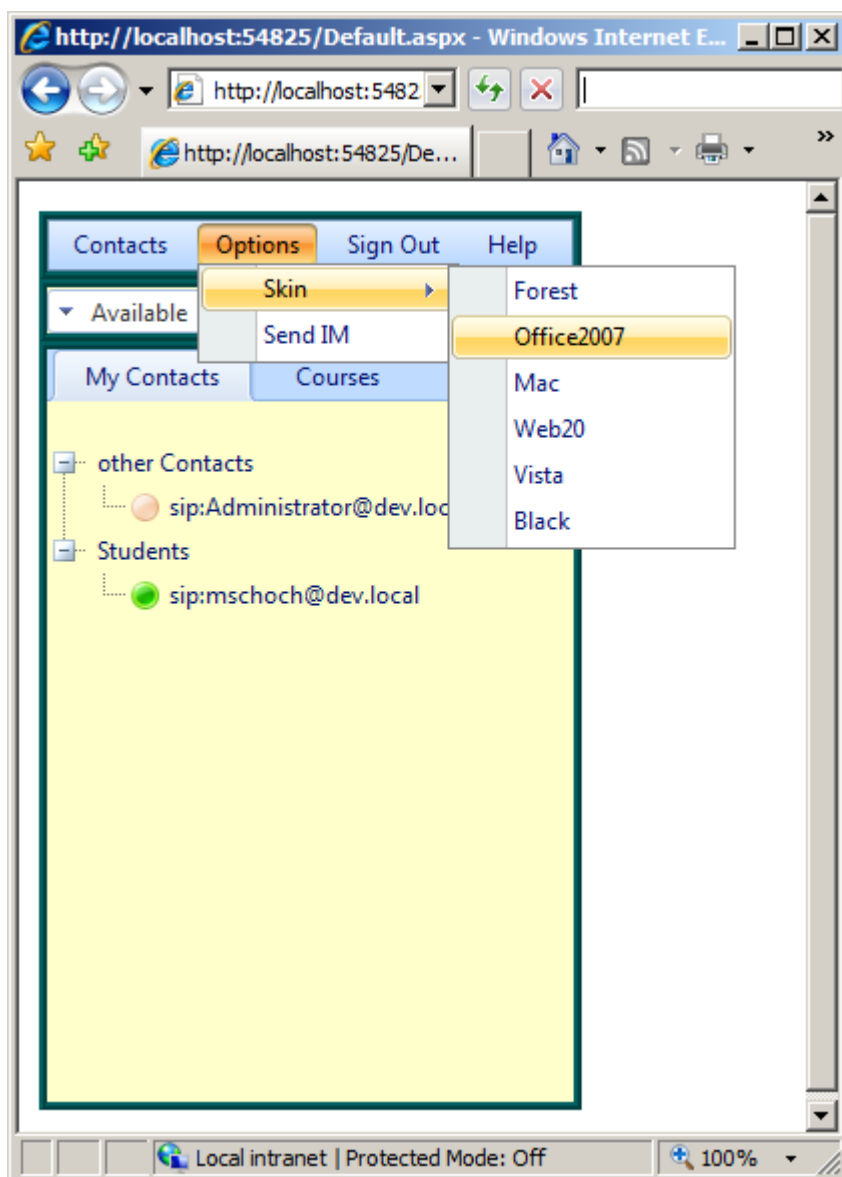 http://localhost:54825/Default.aspx - Windows Internet E...
http://localhost:5482
http://localhost:54825/De...
»
Contacts Options Sign Out Help
Skin Forest
Available
Send IM Office2007
My Contacts Courses Mac
Web20
other Contacts
Vista
sip:Administrator@dev.loc
Black
Students
sip:mschoch@dev.local
Local intranet | Protected Mode: Off 100%